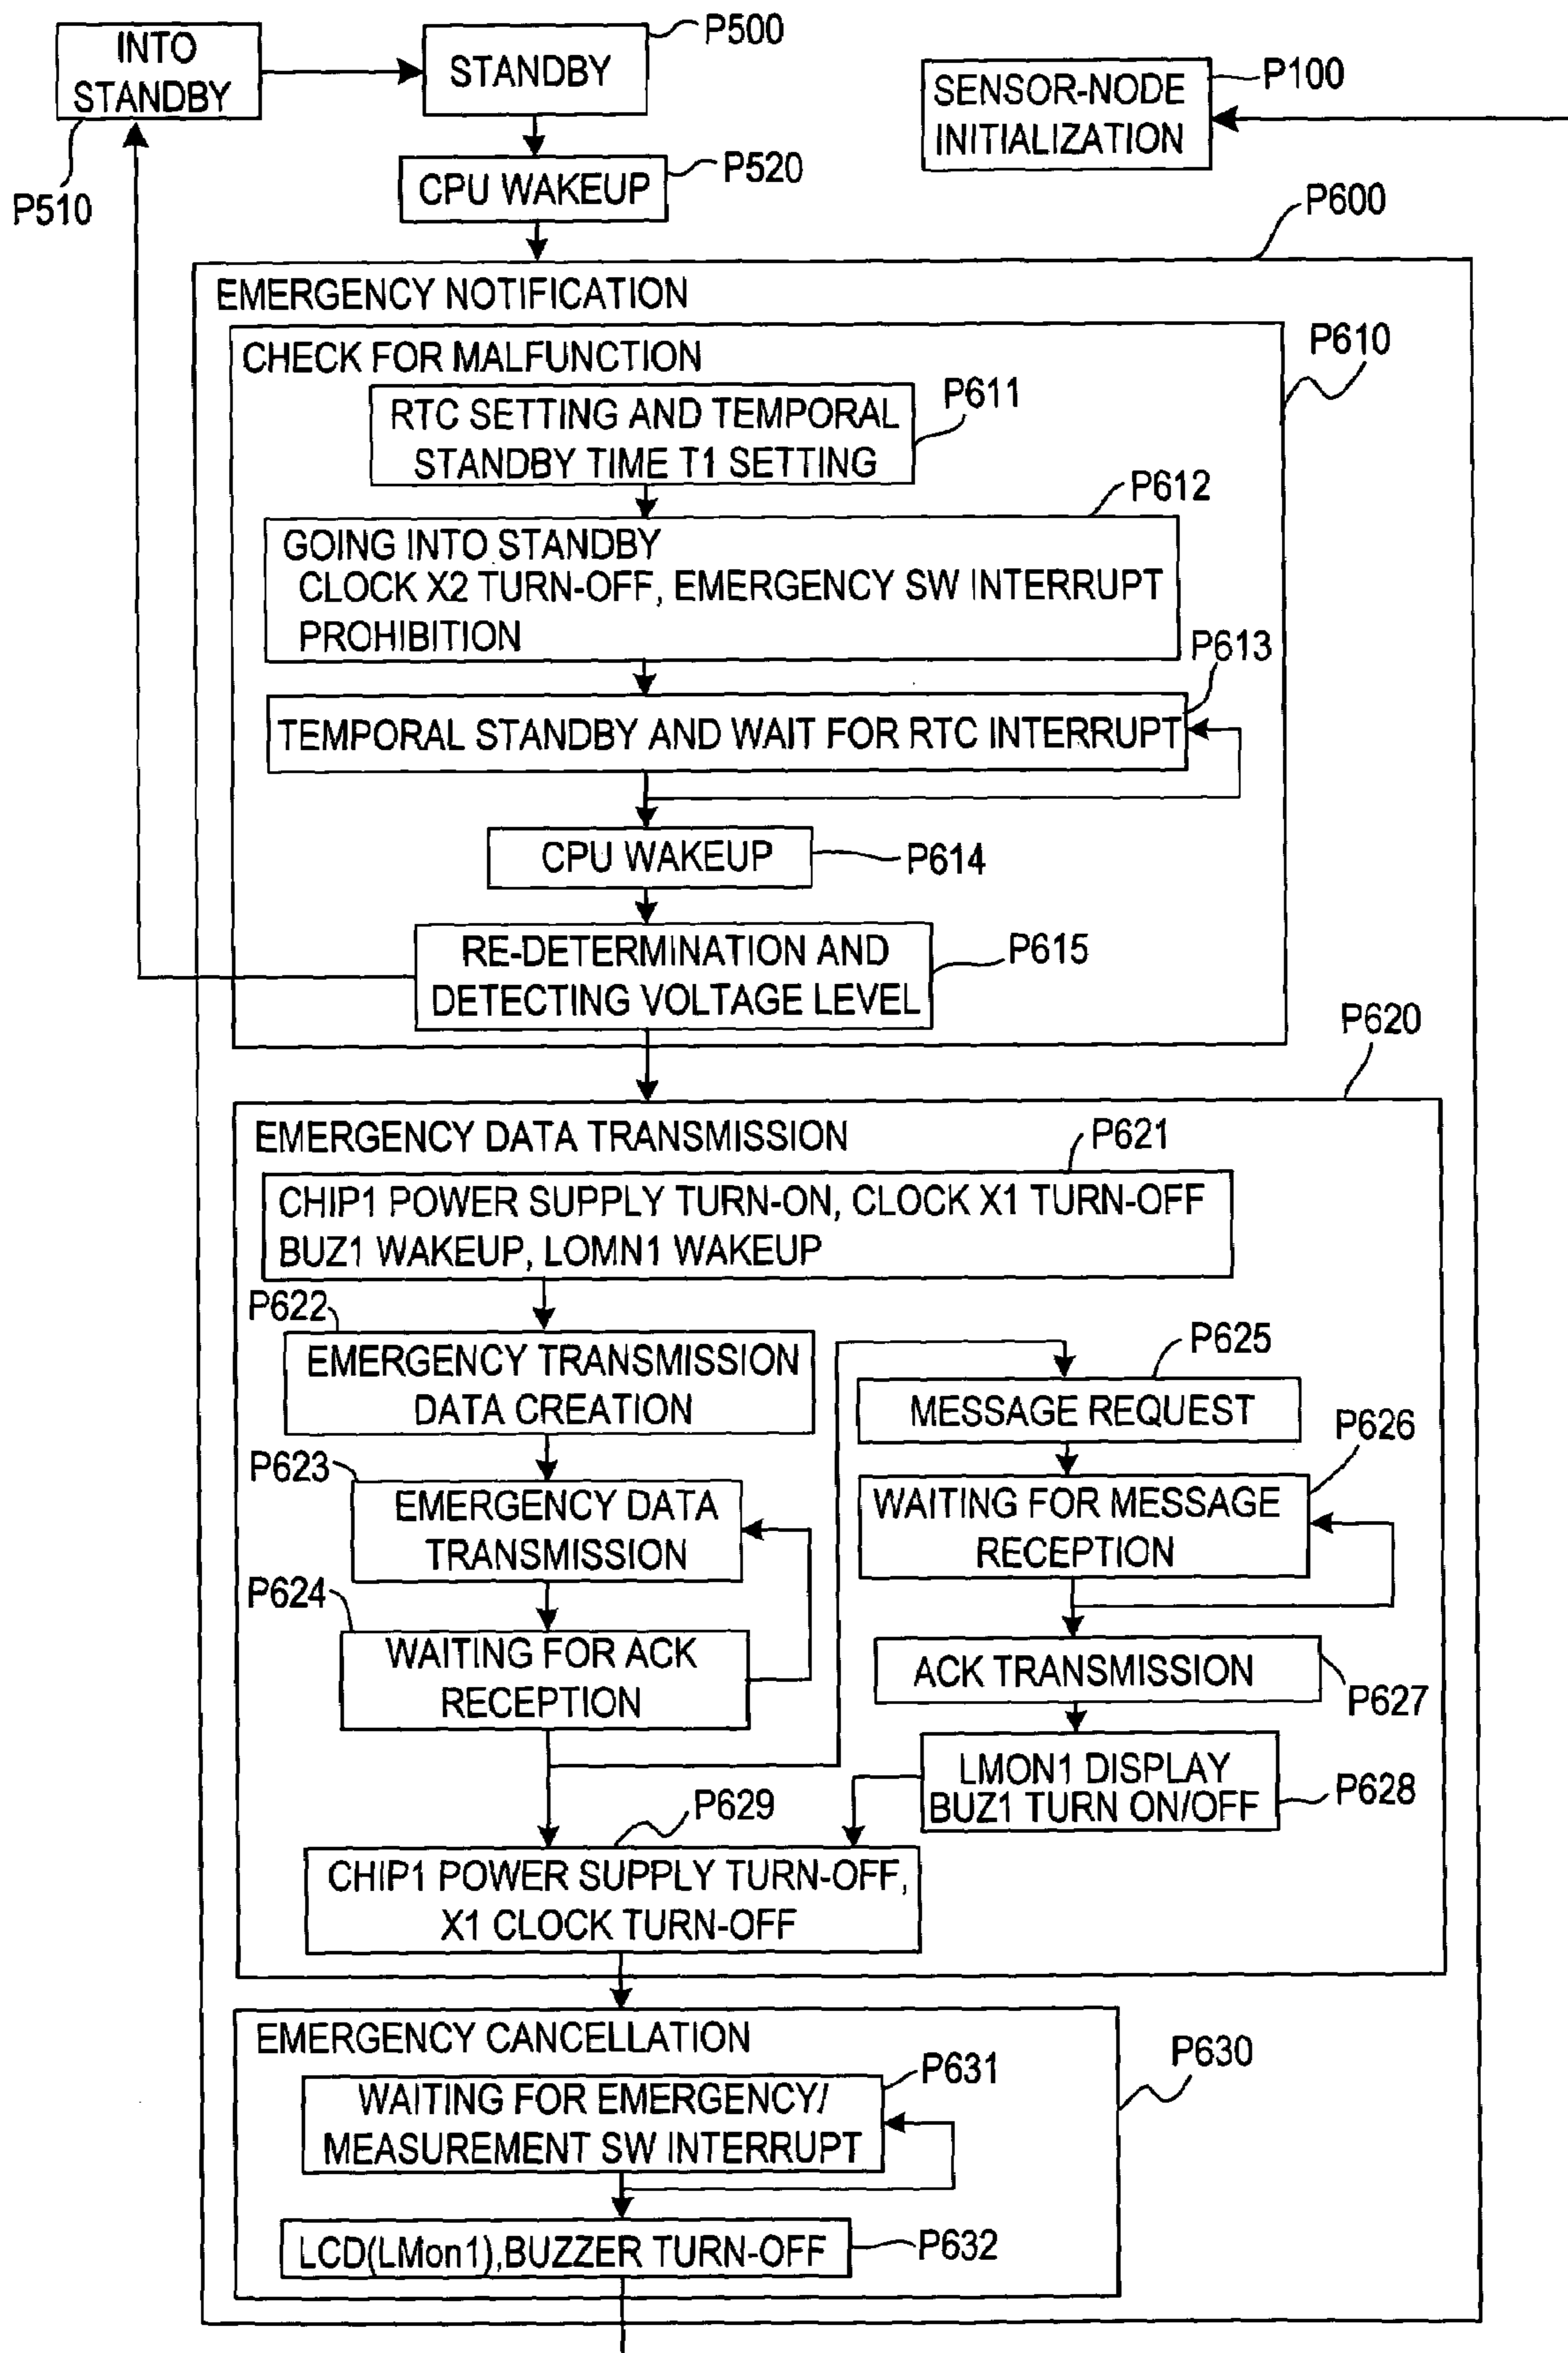 INTO
STANDBY
P510
STANDBY
P500
SENSOR-NODE
INITIALIZATION
P100
CPU WAKEUP
P520
P600
EMERGENCY NOTIFICATION
CHECK FOR MALFUNCTION
P610
RTC SETTING AND TEMPORAL
STANDBY TIME T1 SETTING
P611
P612
GOING INTO STANDBY
CLOCK X2 TURN-OFF, EMERGENCY SW INTERRUPT
PROHIBITION
P613
TEMPORAL STANDBY AND WAIT FOR RTC INTERRUPT
CPU WAKEUP
P614
RE-DETERMINATION AND
DETECTING VOLTAGE LEVEL
P615
P620
EMERGENCY DATA TRANSMISSION
P621
CHIP1 POWER SUPPLY TURN-ON, CLOCK X1 TURN-OFF
BUZ1 WAKEUP, LOMN1 WAKEUP
P622
EMERGENCY TRANSMISSION
DATA CREATION
P623
EMERGENCY DATA
TRANSMISSION
P624
WAITING FOR ACK
RECEPTION
P625
MESSAGE REQUEST
P626
WAITING FOR MESSAGE
RECEPTION
ACK TRANSMISSION
P627
LMON1 DISPLAY
BUZ1 TURN ON/OFF
P628
P629
CHIP1 POWER SUPPLY TURN-OFF,
X1 CLOCK TURN-OFF
EMERGENCY CANCELLATION
P630
P631
WAITING FOR EMERGENCY/
MEASUREMENT SW INTERRUPT
LCD(LMon1),BUZZER TURN-OFF
P632